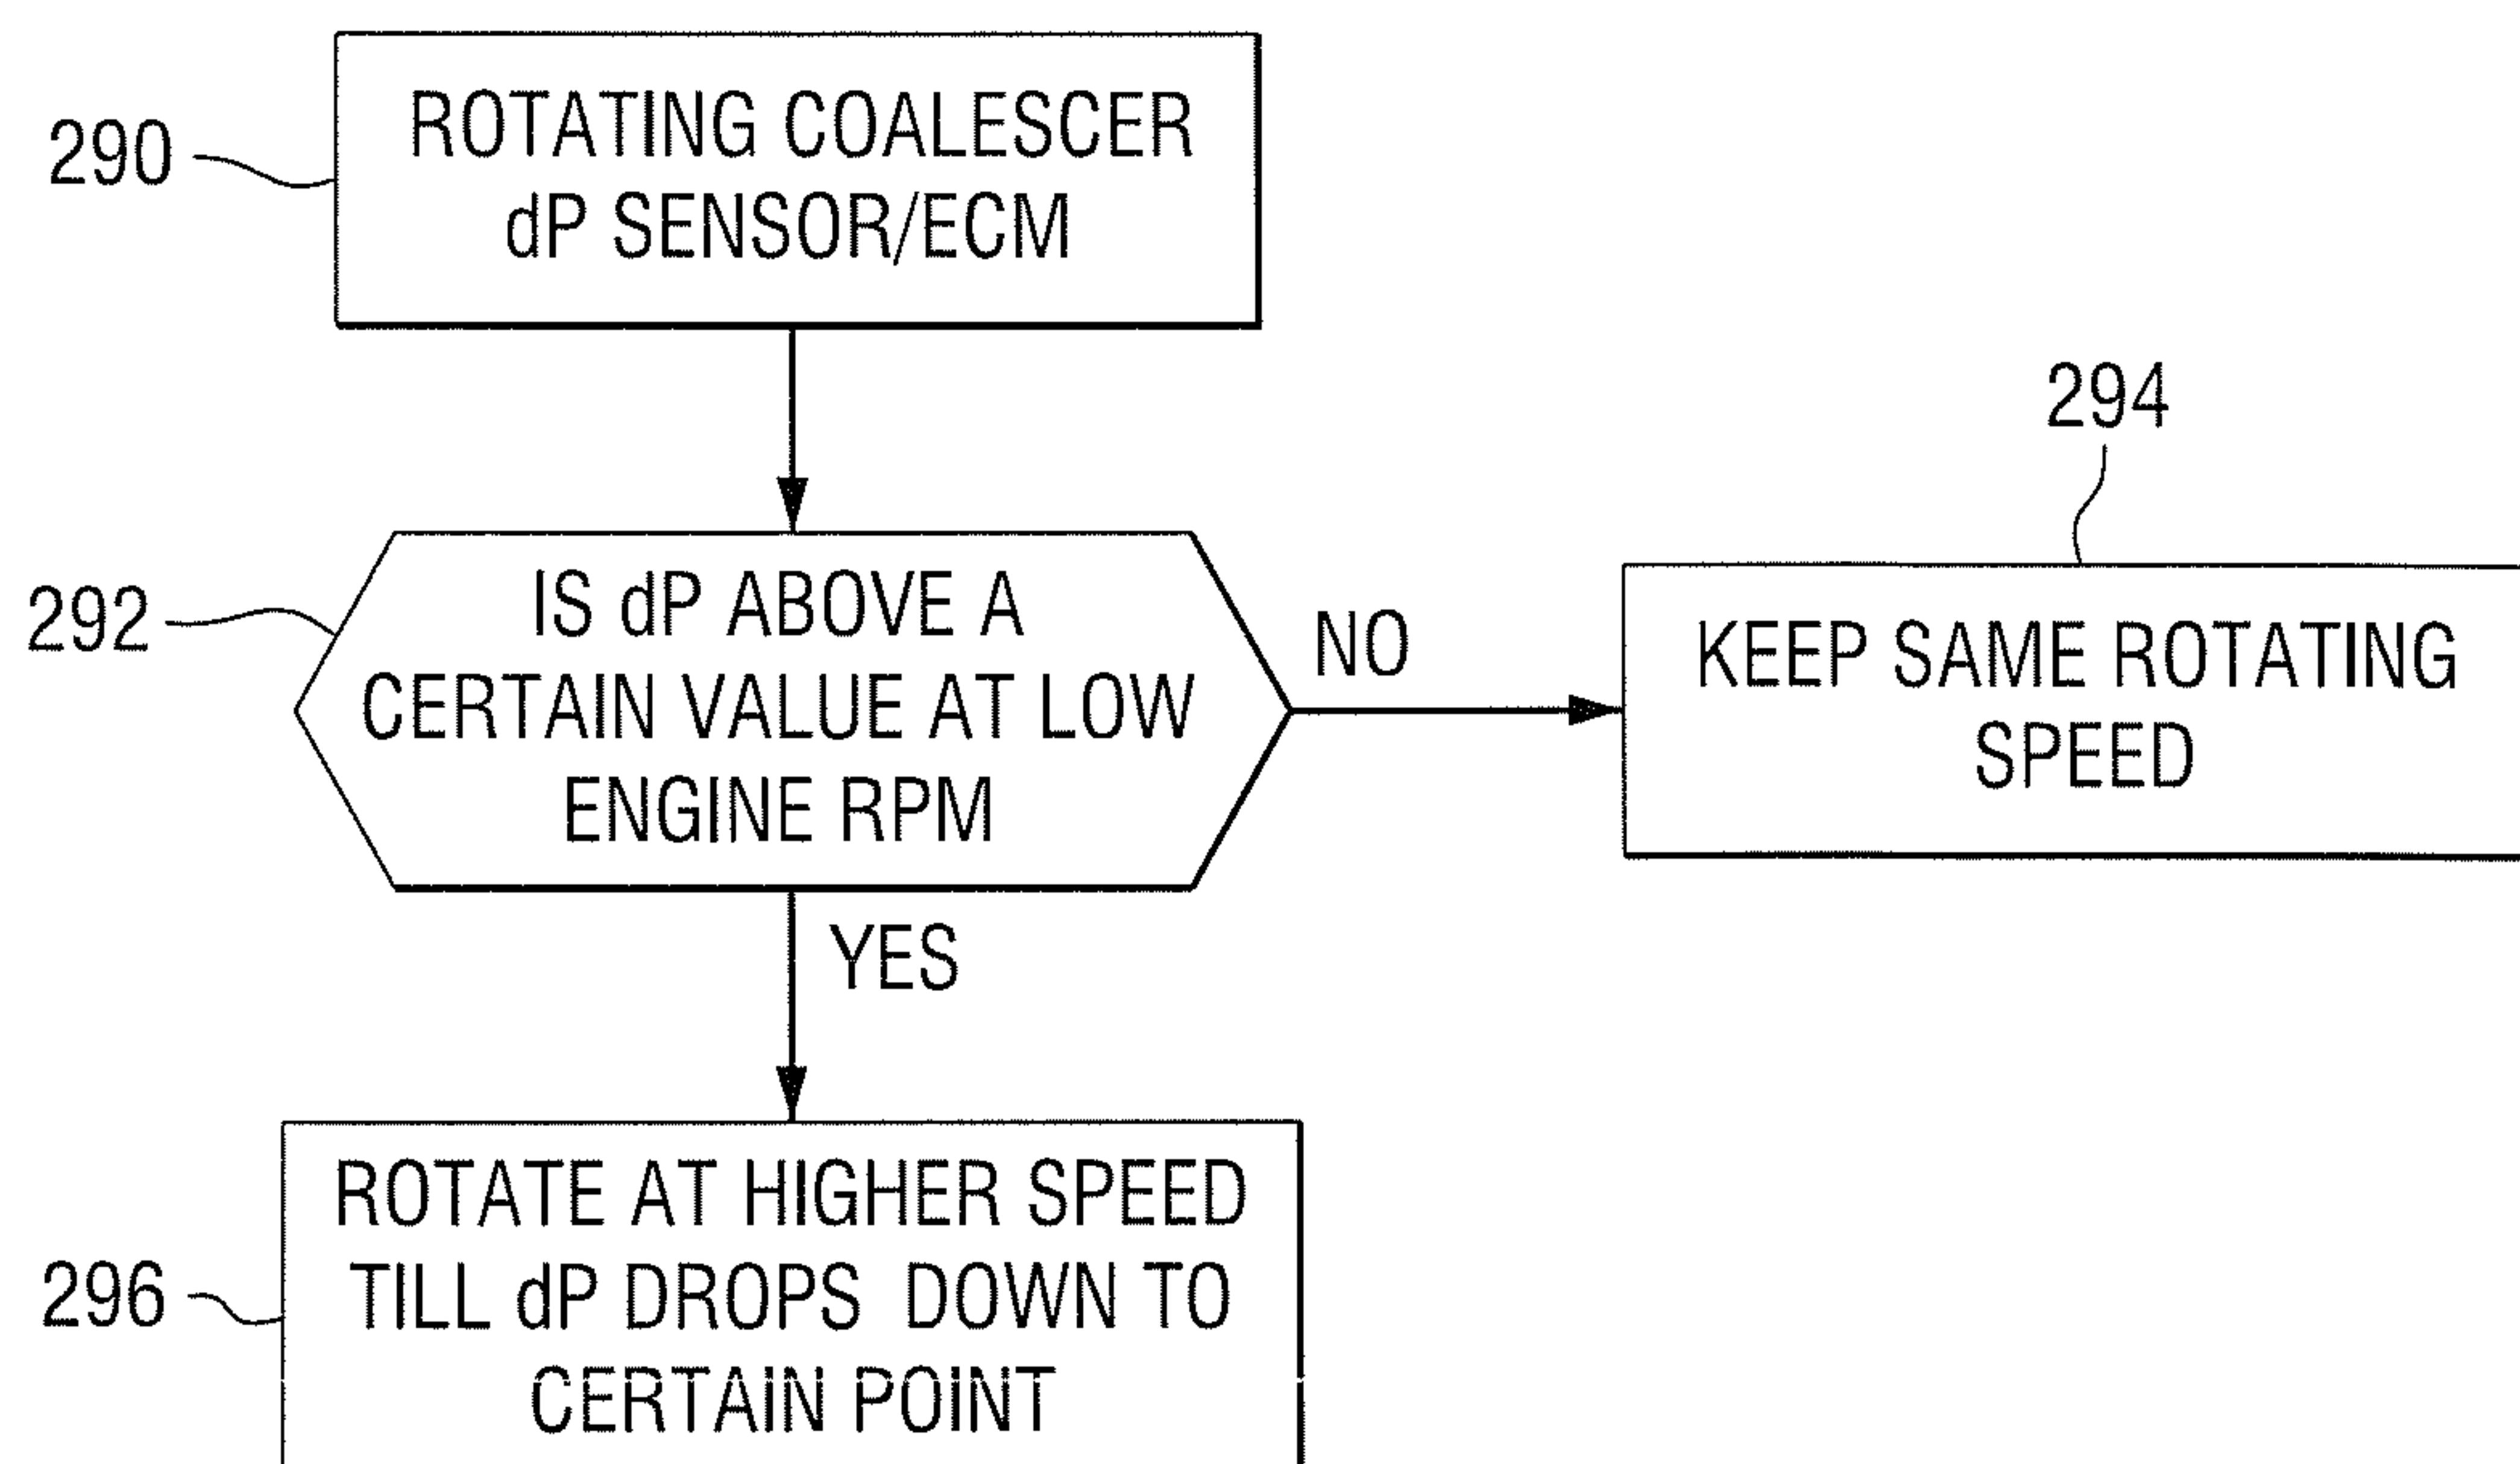 290
ROTATING COALESCER
dP SENSOR/ECM
292
IS dP ABOVE A
CERTAIN VALUE AT LOW
ENGINE RPM
NO
294
KEEP SAME ROTATING
SPEED
YES
296
ROTATE AT HIGHER SPEED
TILL dP DROPS DOWN TO
CERTAIN POINT